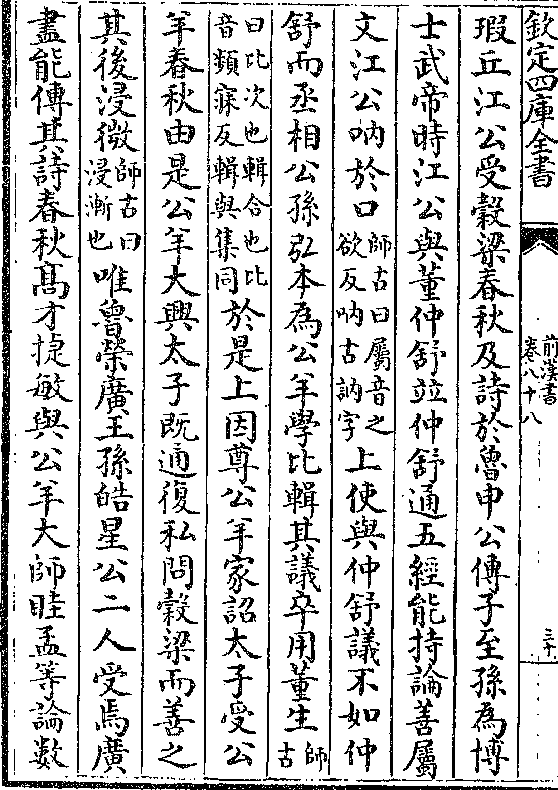 欽定四庫全書
前漢書
卷八十八
三十
瑕丘江公受穀梁春秋及詩於魯申公傳子至孫為博
士武帝時江公與董仲舒竝仲舒通五經能持論善屬
文江公吶於口師古曰屬音之欲反吶古訥字上使與仲舒議不如仲
舒而丞相公孫弘本為公羊學比輯其議卒用董生師古
曰比次也輯合也比音頻寐反輯與集同於是上因尊公羊家詔太子受公
羊春秋由是公羊大興太子既通復私問穀梁而善之
其後浸微師古曰浸漸也唯魯榮廣王孫皓星公二人受焉廣
盡能傳其詩春秋高才捷敏與公羊大師眭孟等論數